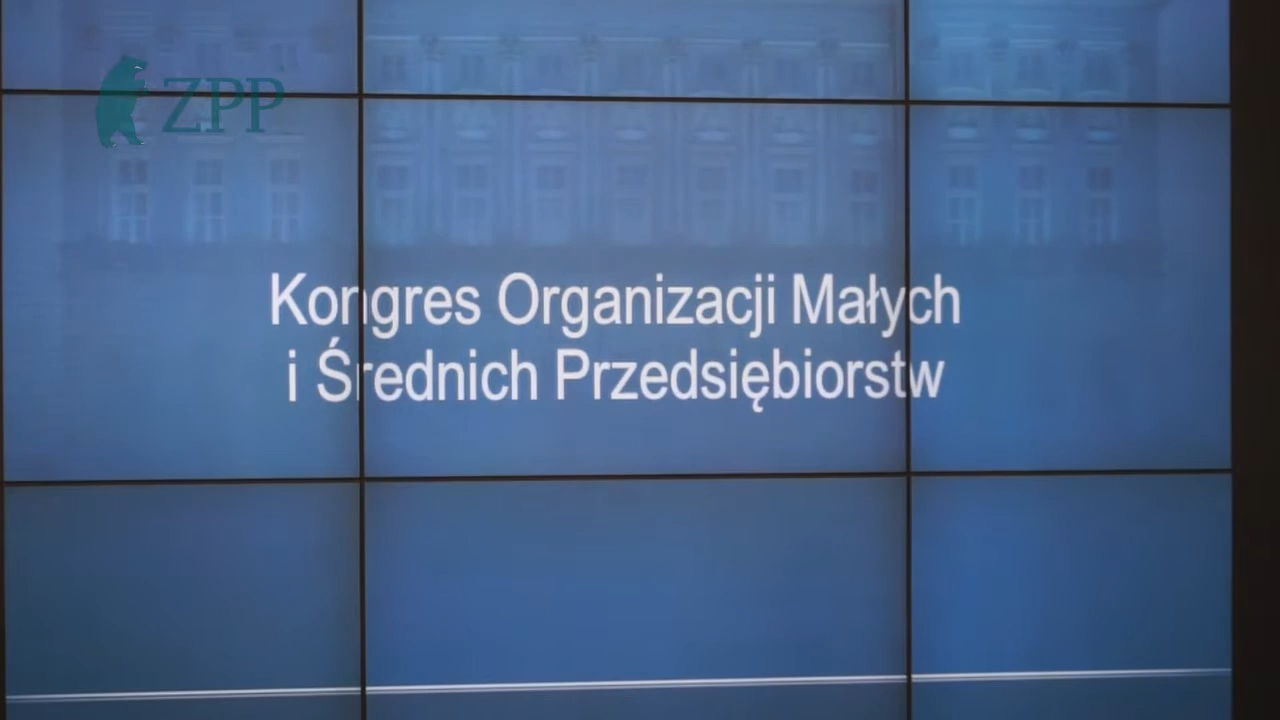 ZPP
Kongres Organizacji Małych
i Średnich Przedsiębiorstw